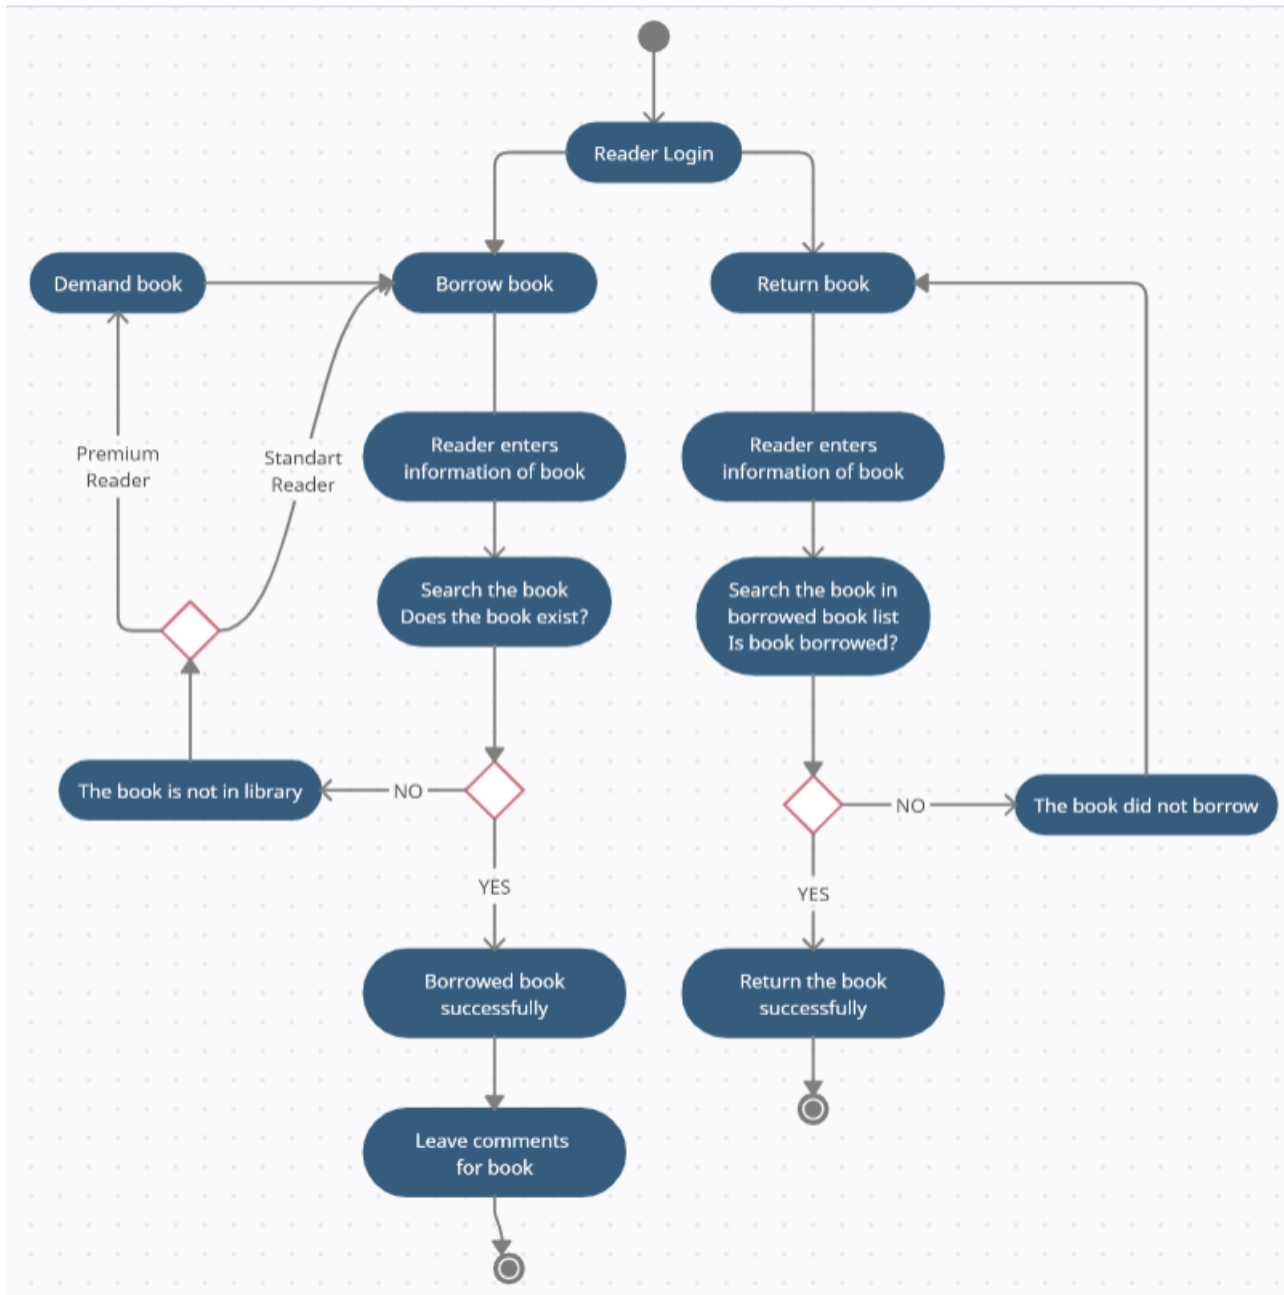 Reader Login
Demand book
Borrow book
Return book
Premium
Reader
Standart
Reader
Reader enters
information of book
Reader enters
information of book
Search the book
Does the book exist?
Search the book in
borrowed book list
Is book borrowed?
The book is not in library
NO
NO
The book did not borrow
YES
YES
Borrowed book
successfully
Return the book
successfully
Leave comments
for book